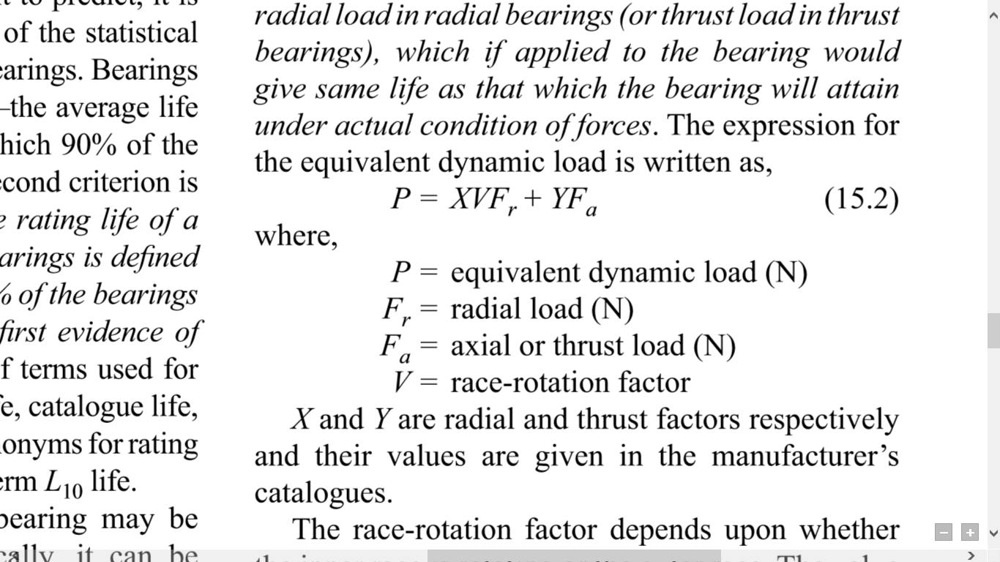 of the statistical
earings. Bearings
—the average life
hich 90% of the
econd criterion is
e rating life of a
arings is defined
% of the bearings
first evidence of
f terms used for
e, catalogue life,
onyms for rating
erm L10 life.
bearing may be
cally, it can be
radial load in radial bearings (or thrust load in thrust
bearings), which if applied to the bearing would
give same life as that which the bearing will attain
under actual condition of forces. The expression for
the equivalent dynamic load is written as,
P = XVFr + YFa (15.2)
where,
P = equivalent dynamic load (N)
Fr = radial load (N)
Fa = axial or thrust load (N)
V = race-rotation factor
X and Y are radial and thrust factors respectively
and their values are given in the manufacturer's
catalogues.
The race-rotation factor depends upon whether